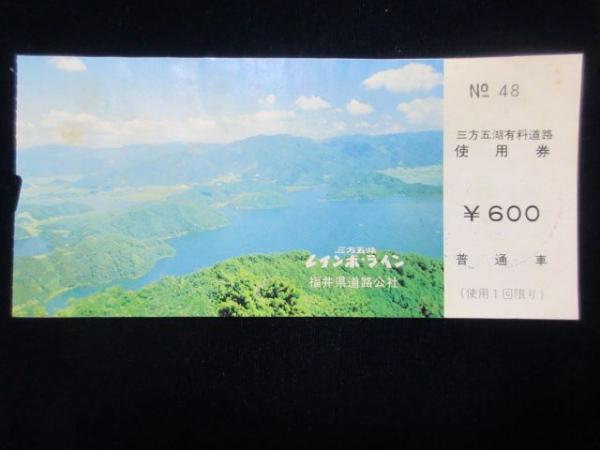 三方五湖
レインボーライン
福井県道路公社
№ 48
三方五湖有料道路
使用券
￥600
普通車
(使用1回限り)